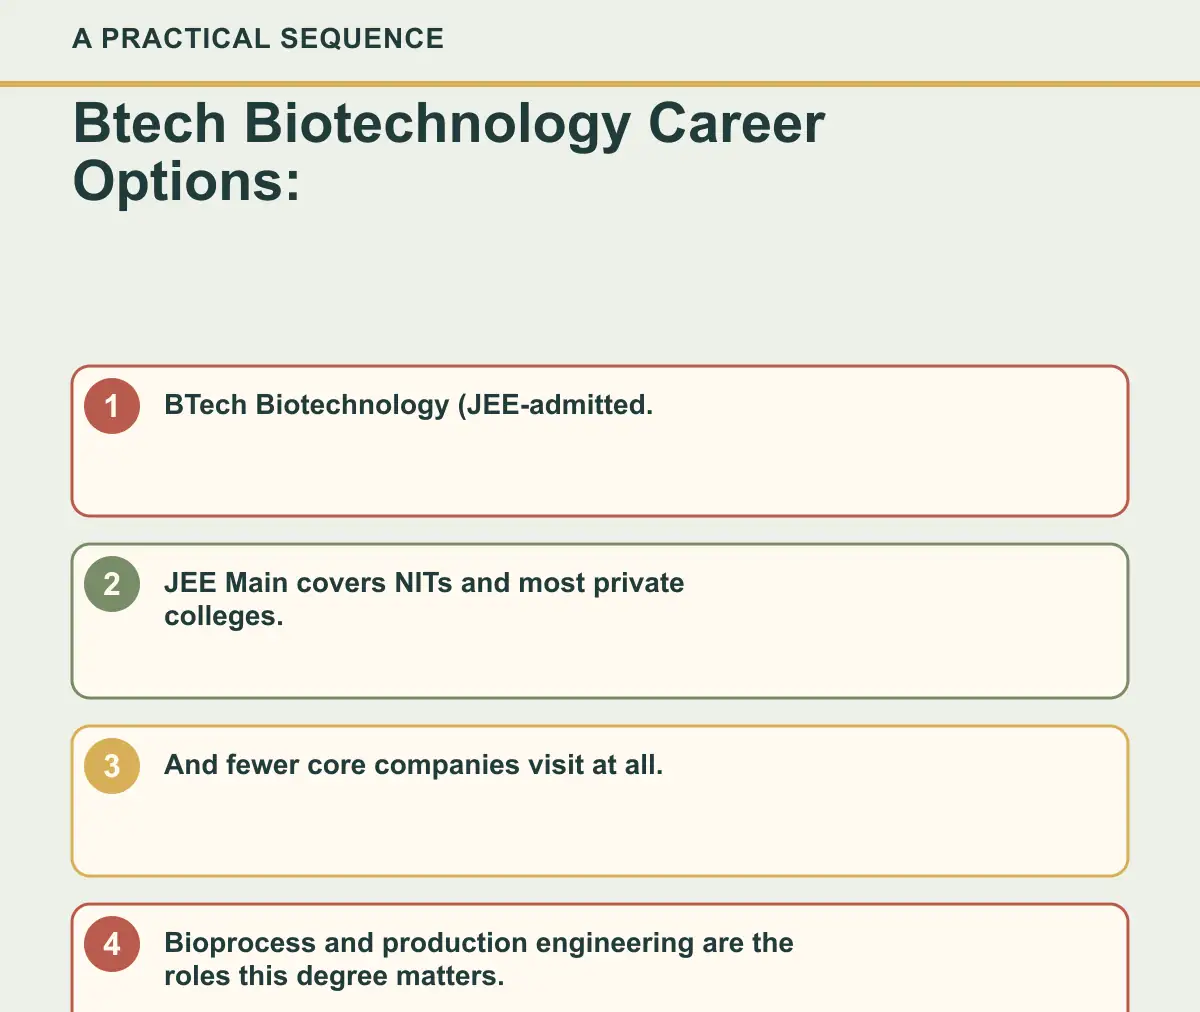 A PRACTICAL SEQUENCE
Btech Biotechnology Career
Options:
1
BTech Biotechnology (JEE-admitted.
2
JEE Main covers NITs and most private
colleges.
3
And fewer core companies visit at all.
4
Bioprocess and production engineering are the
roles this degree matters.